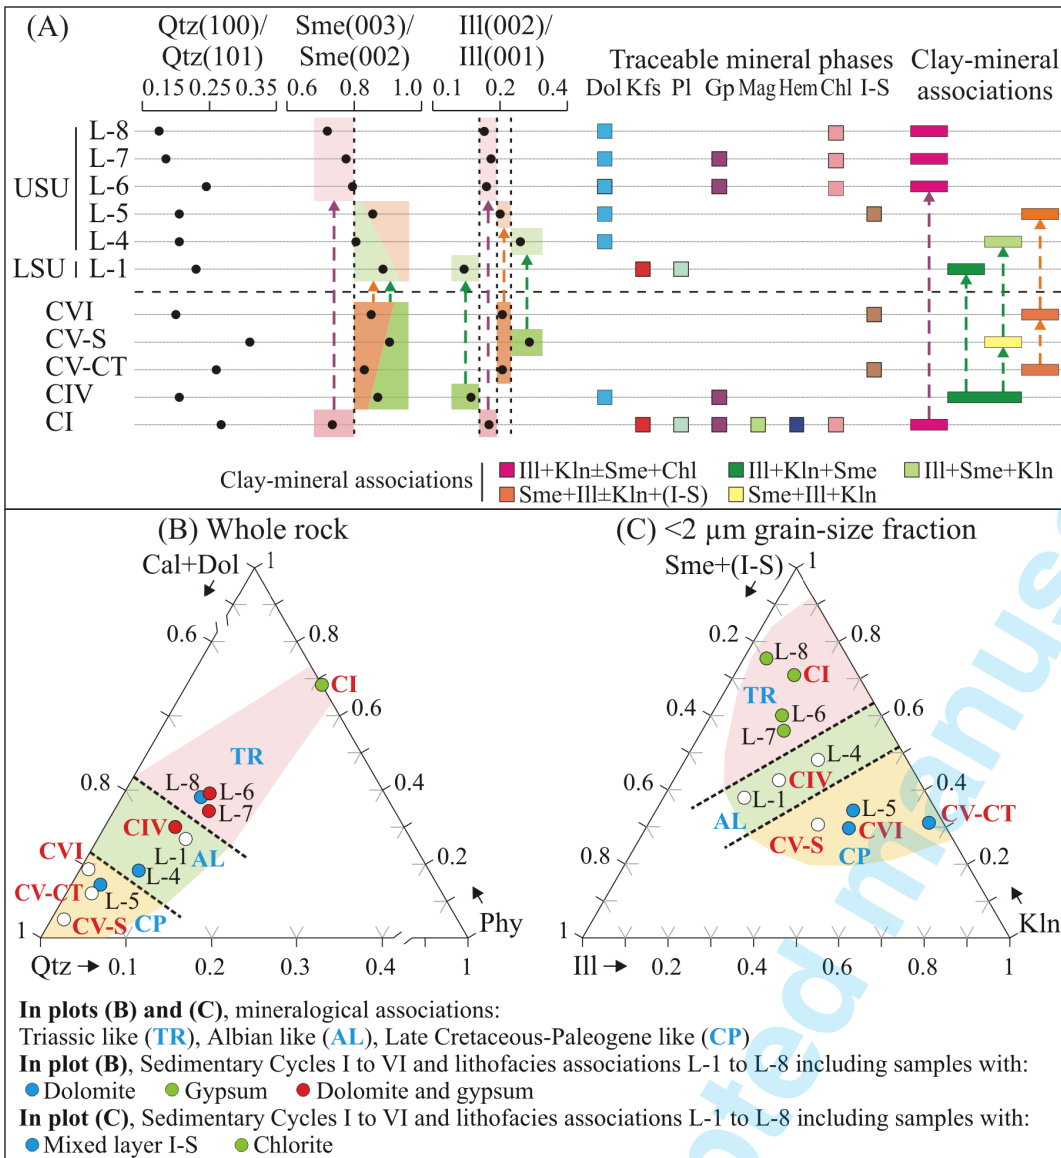 (A)
Qtz(100)/
Qtz(101)
Sme(003)/
Sme(002)
Ill(002)/
Ill(001)
Traceable mineral phases
Clay-mineral
associations
0.15 0.25 0.35
0.6 0.8 1.0
0.1 0.2 0.4
Dol Kfs Pl Gp Mag Hem Chl I-S
USU
LSU
L-8
L-7
L-6
L-5
L-4
L-1
CVI
CV-S
CV-CT
CIV
CI
Clay-mineral associations
Ill+Kln±Sme+Chl
Ill+Kln+Sme
Ill+Sme+Kln
Sme+Ill±Kln+(I-S)
Sme+Ill+Kln
(B) Whole rock
Cal+Dol
1
0.6
0.8
CI
0.6
TR
0.8
L-8
L-6
L-7
0.4
CIV
L-1
AL
CVI
L-4
0.2
CV-CT
L-5
CV-S
CP
Phy
1
Qtz
0.1
0.2
0.3
0.4
1
(C) <2 µm grain-size fraction
Sme+(I-S)
1
0.2
0.8
L-8
CI
TR
0.4
L-6
0.6
L-7
L-4
0.6
CIV
L-1
0.4
AL
L-5
CV-CT
CVI
CV-S
CP
0.8
0.2
Kln
Ill
0.2
0.4
0.6
0.8
1
In plots (B) and (C), mineralogical associations:
Triassic like (TR), Albian like (AL), Late Cretaceous-Paleogene like (CP)
In plot (B), Sedimentary Cycles I to VI and lithofacies associations L-1 to L-8 including samples with:
Dolomite Gypsum Dolomite and gypsum
In plot (C), Sedimentary Cycles I to VI and lithofacies associations L-1 to L-8 including samples with:
Mixed layer I-S Chlorite
oted manus